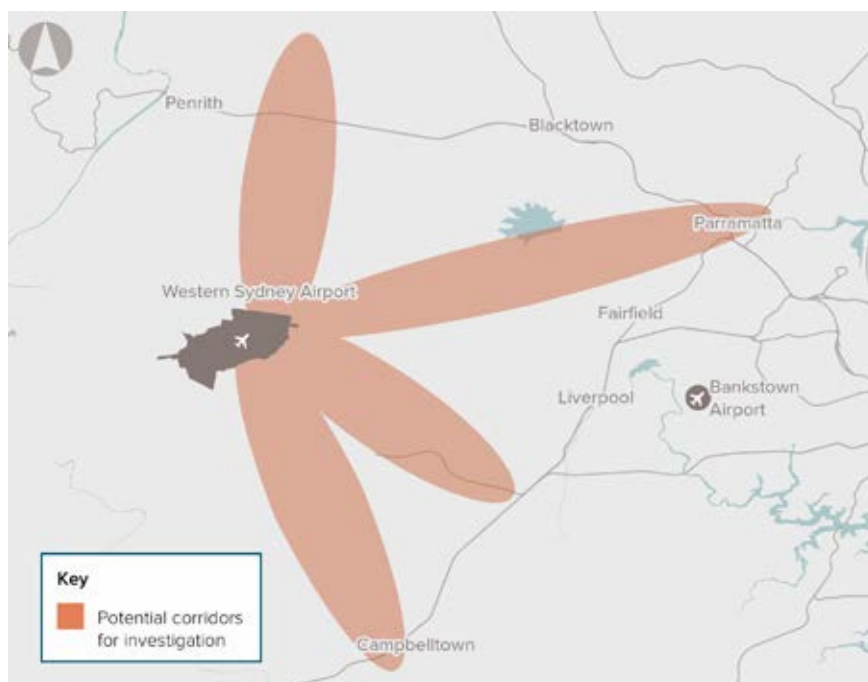 Penrith
Blacktown
Parramatta
Western Sydney Airport
Fairfield
Liverpool
Bankstown
Airport
Key
Potential corridors
for investigation
Campbelltown